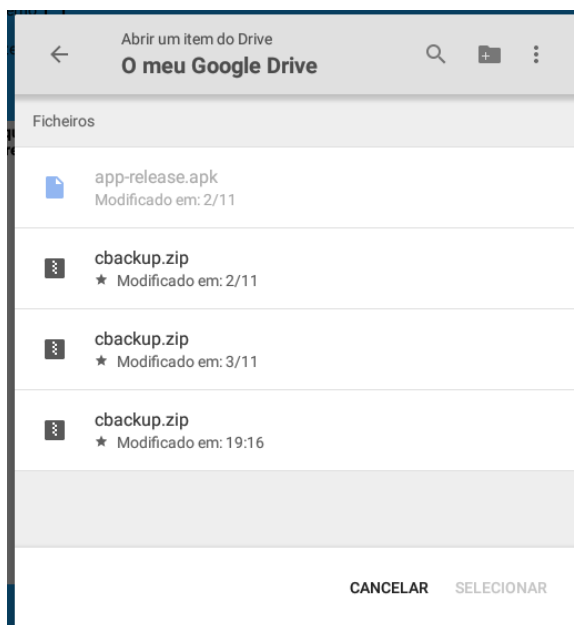 Abrir um item do Drive
O meu Google Drive
Ficheiros
app-release.apk
Modificado em: 2/11
cbackup.zip
★ Modificado em: 2/11
cbackup.zip
★ Modificado em: 3/11
cbackup.zip
★ Modificado em: 19:16
CANCELAR SELECIONAR